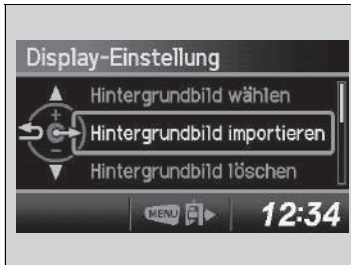 Display-Einstellung
Hintergrundbild wählen
+
Hintergrundbild importieren
−
Hintergrundbild löschen
MENU
12:34